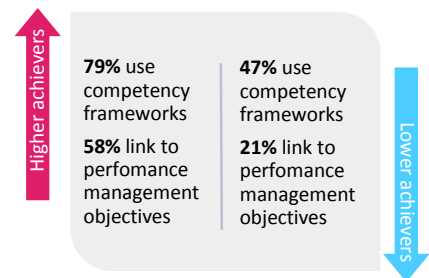 Higher achievers
79% use
competency
frameworks
58% link to
perfomance
management
objectives
47% use
competency
frameworks
21% link to
perfomance
management
objectives
Lower achievers